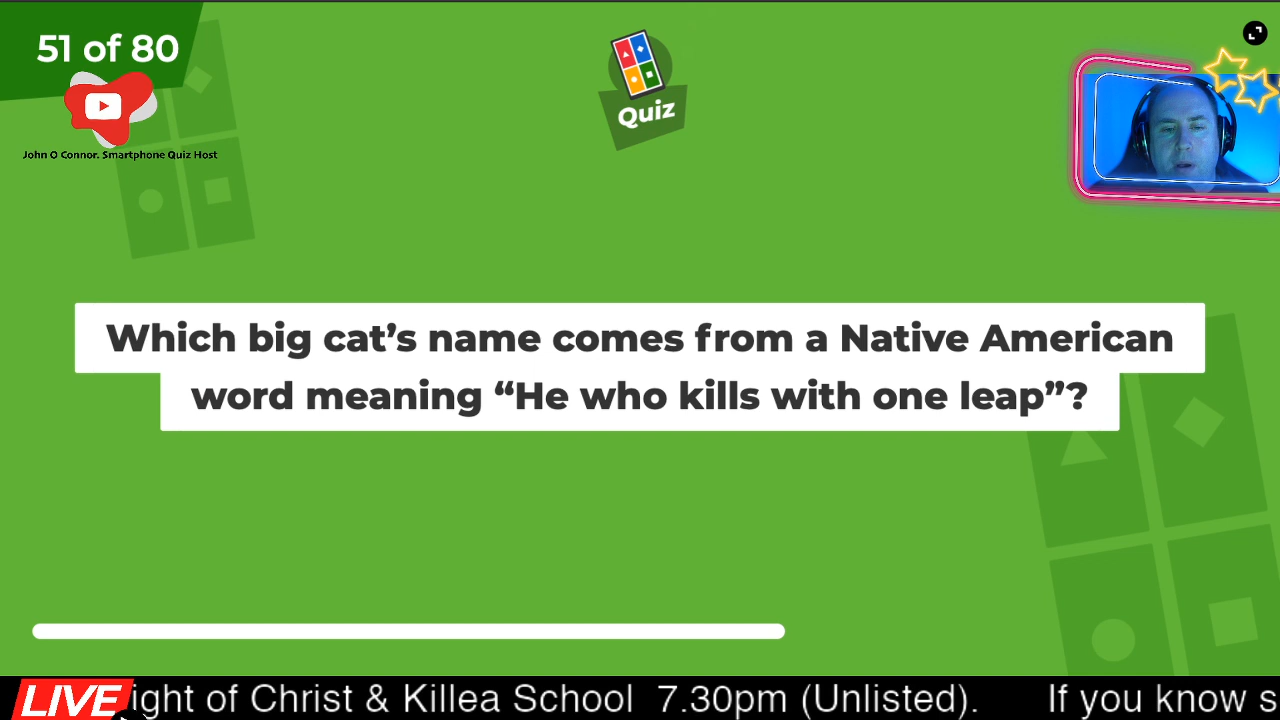 51 of 80
John O Connor. Smartphone Quiz Host
Quiz
Which big cat’s name comes from a Native American
word meaning “He who kills with one leap”?
LIVE ight of Christ & Killea School 7.30pm (Unlisted). If you know s